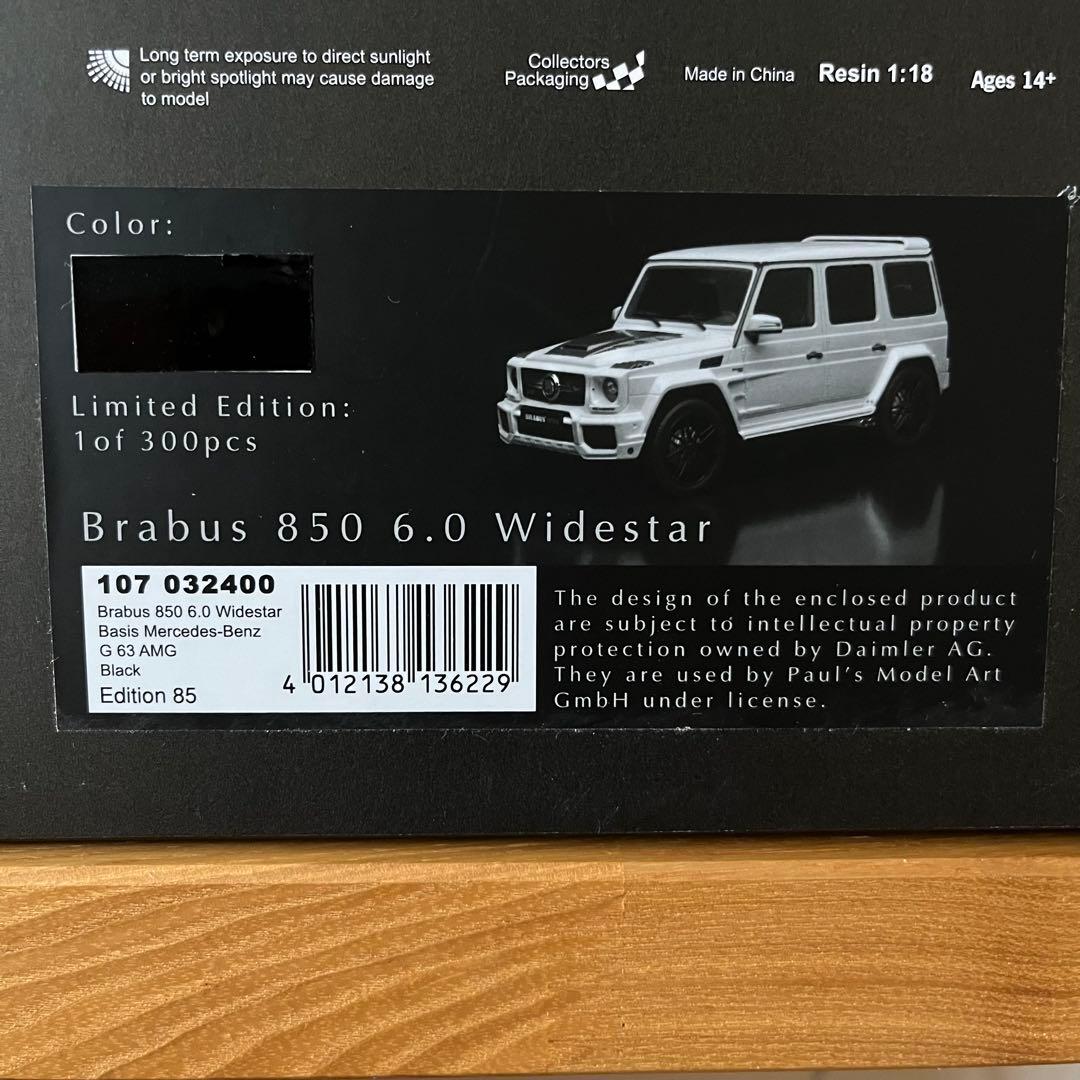 Long term exposure to direct sunlight
or bright spotlight may cause damage
to model
Collectors
Packaging
Made in China
Resin 1:18
Ages 14+
Color:
Limited Edition:
1of 300pcs
BRABUS
Brabus 850 6.0 Widestar
107 032400
Brabus 850 6.0 Widestar
Basis Mercedes-Benz
G 63 AMG
Black
Edition 85
4 012138 136229
The design of the enclosed product
are subject to intellectual property
protection owned by Daimler AG.
They are used by Paul's Model Art
GmbH under license.